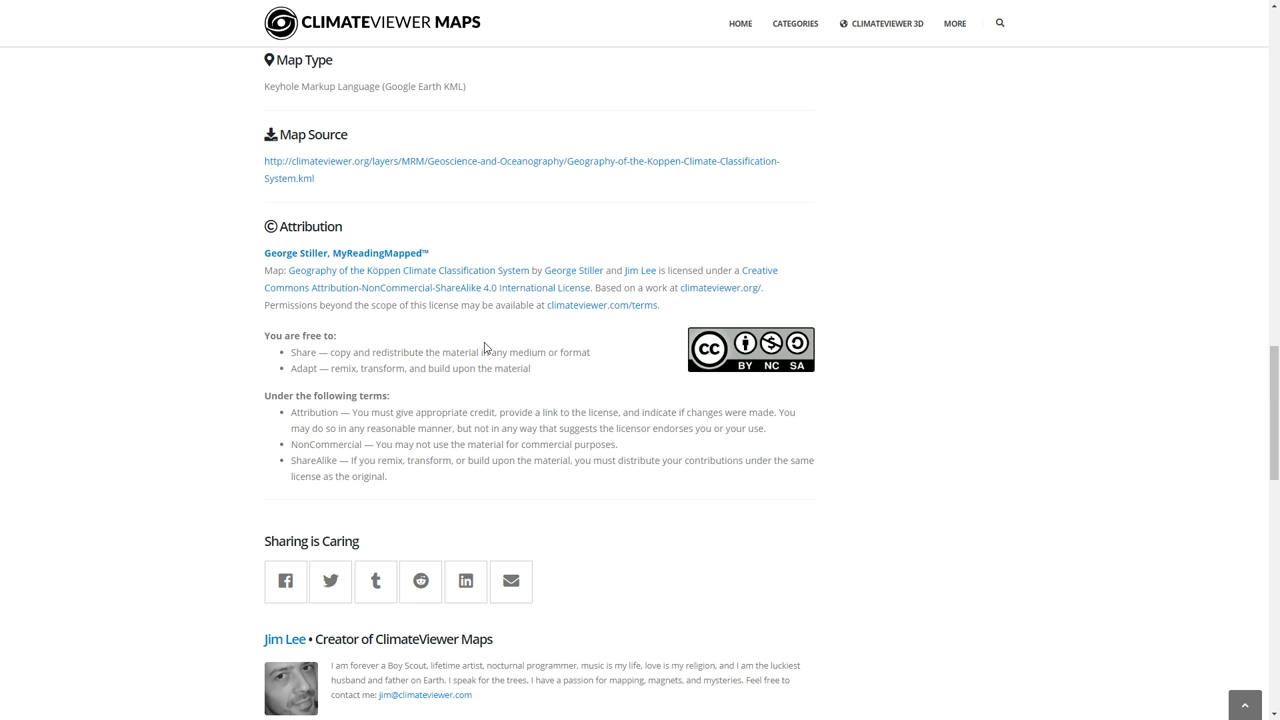 CLIMATEVIEWER MAPS
HOME CATEGORIES CLIMATEVIEWER 3D MORE
Map Type
Keyhole Markup Language (Google Earth KML)
Map Source
http://climateviewer.org/layers/MRM/Geoscience-and-Oceanography/Geography-of-the-Koppen-Climate-Classification-
System.kml
Attribution
George Stiller, MyReadingMapped™
Map: Geography of the Köppen Climate Classification System by George Stiller and Jim Lee is licensed under a Creative
Commons Attribution-NonCommercial-ShareAlike 4.0 International License. Based on a work at climateviewer.org/.
Permissions beyond the scope of this license may be available at climateviewer.com/terms.
You are free to:
• Share — copy and redistribute the material in any medium or format
• Adapt — remix, transform, and build upon the material
cc BY NC SA
Under the following terms:
• Attribution — You must give appropriate credit, provide a link to the license, and indicate if changes were made. You
may do so in any reasonable manner, but not in any way that suggests the licensor endorses you or your use.
• NonCommercial — You may not use the material for commercial purposes.
• ShareAlike — If you remix, transform, or build upon the material, you must distribute your contributions under the same
license as the original.
Sharing is Caring
Jim Lee • Creator of ClimateViewer Maps
I am forever a Boy Scout, lifetime artist, nocturnal programmer, music is my life, love is my religion, and I am the luckiest
husband and father on Earth. I speak for the trees. I have a passion for mapping, magnets, and mysteries. Feel free to
contact me: jim@climateviewer.com